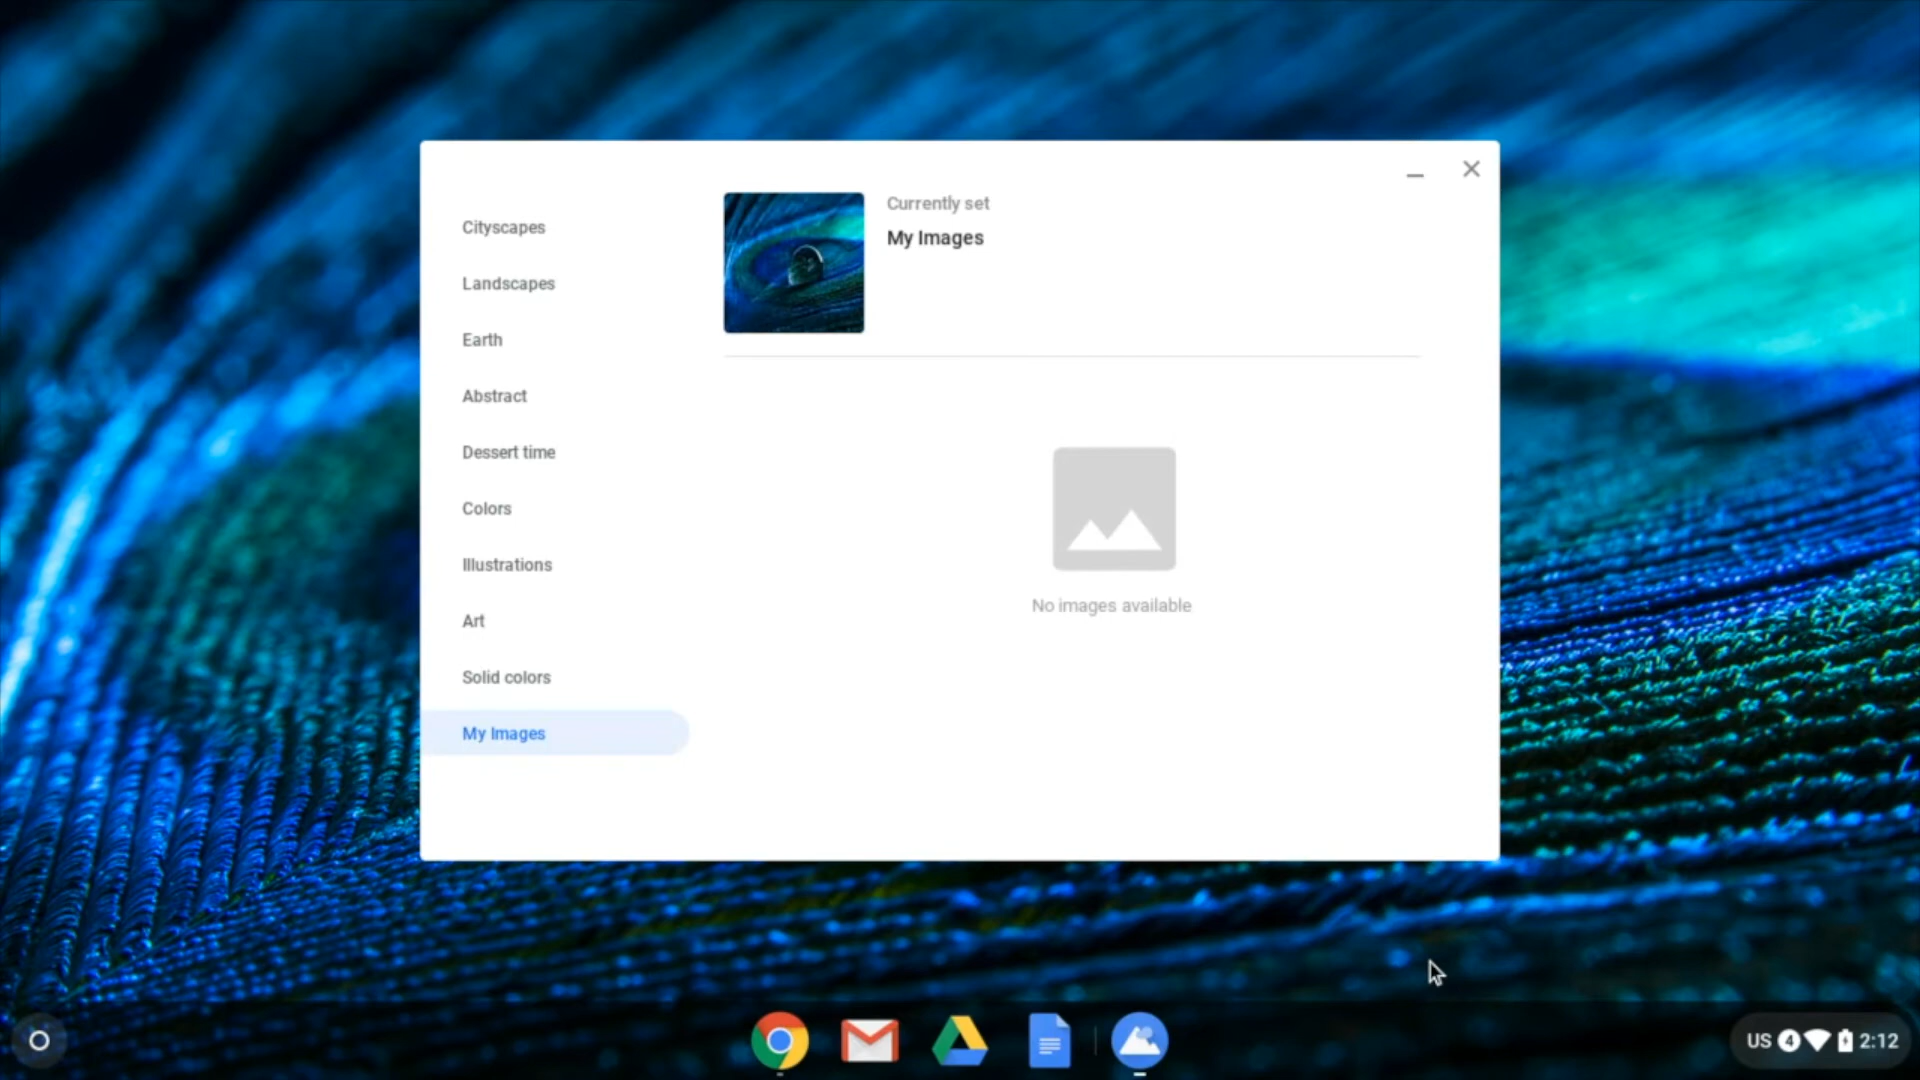 Cityscapes
Landscapes
Earth
Abstract
Dessert time
Colors
Illustrations
Art
Solid colors
My Images
Currently set
My Images
No images available
US 4 2:12